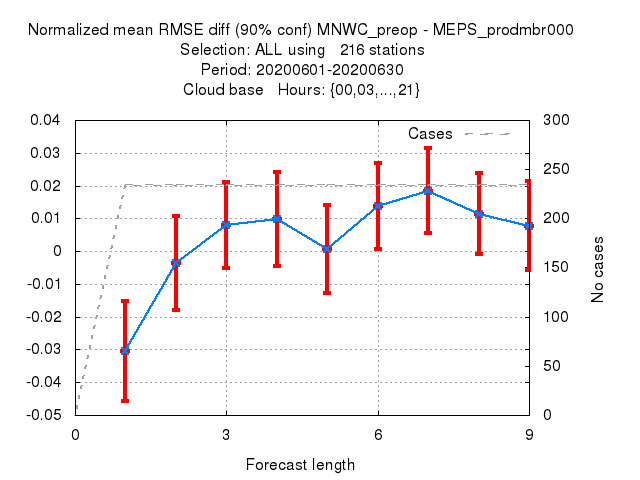 Normalized mean RMSE diff (90% conf) MNWC_preop - MEPS_prodmbr000
Selection: ALL using   216 stations
Period: 20200601-20200630
Cloud base   Hours: {00,03,...,21}
Cases
0.04
0.03
0.02
0.01
0
-0.01
-0.02
-0.03
-0.04
-0.05
300
250
200
150
100
50
0
No cases
0 3 6 9
Forecast length